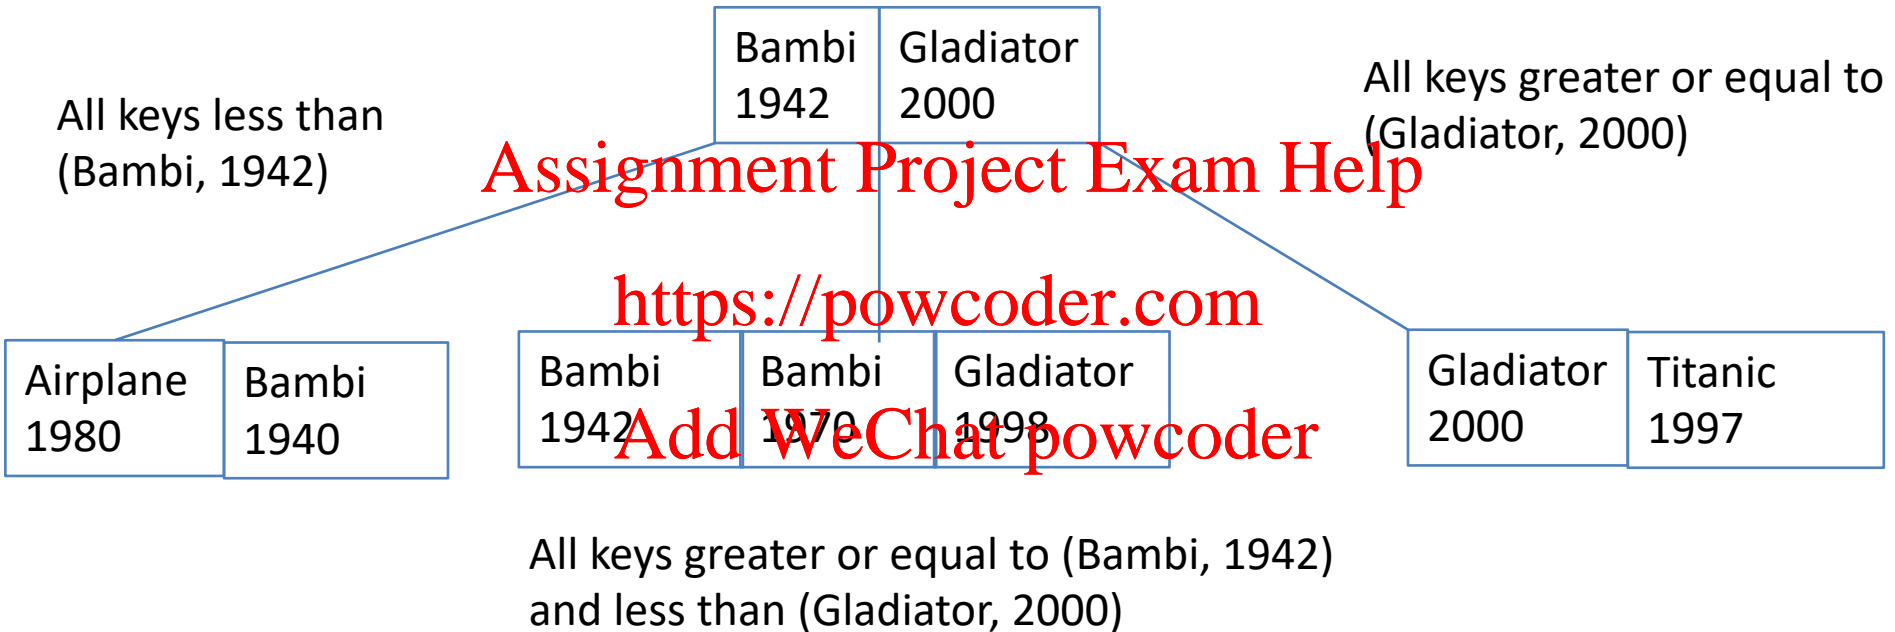 Bambi Gladiator
1942 2000
All keys less than
(Bambi, 1942)
All keys greater or equal to
(Gladiator, 2000)
Assignment Project Exam Help
https://powcoder.com
Airplane
1980
Bambi
1940
Bambi
1942
Bambi
1970
Gladiator
1998
Gladiator
2000
Titanic
1997
Add WeChat powcoder
All keys greater or equal to (Bambi, 1942)
and less than (Gladiator, 2000)